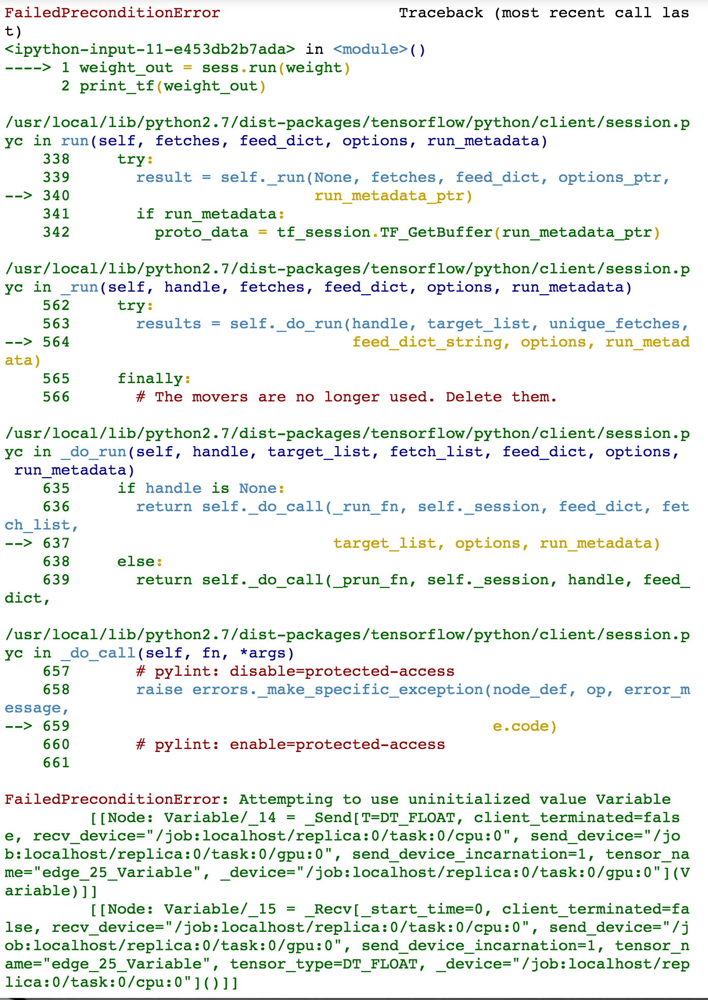 FailedPreconditionError                   Traceback (most recent call las
t)
<ipython-input-11-e453db2b7ada> in <module>()
----> 1 weight_out = sess.run(weight)
      2 print_tf(weight_out)

/usr/local/lib/python2.7/dist-packages/tensorflow/python/client/session.p
yc in run(self, fetches, feed_dict, options, run_metadata)
    338     try:
    339       result = self._run(None, fetches, feed_dict, options_ptr,
--> 340                          run_metadata_ptr)
    341       if run_metadata:
    342         proto_data = tf_session.TF_GetBuffer(run_metadata_ptr)

/usr/local/lib/python2.7/dist-packages/tensorflow/python/client/session.p
yc in _run(self, handle, fetches, feed_dict, options, run_metadata)
    562     try:
    563       results = self._do_run(handle, target_list, unique_fetches,
--> 564                              feed_dict_string, options, run_metad
ata)
    565     finally:
    566       # The movers are no longer used. Delete them.

/usr/local/lib/python2.7/dist-packages/tensorflow/python/client/session.p
yc in _do_run(self, handle, target_list, fetch_list, feed_dict, options,
 run_metadata)
    635     if handle is None:
    636       return self._do_call(_run_fn, self._session, feed_dict, fet
ch_list,
--> 637                            target_list, options, run_metadata)
    638     else:
    639       return self._do_call(_prun_fn, self._session, handle, feed_
dict,

/usr/local/lib/python2.7/dist-packages/tensorflow/python/client/session.p
yc in _do_call(self, fn, *args)
    657       # pylint: disable=protected-access
    658       raise errors._make_specific_exception(node_def, op, error_m
essage,
--> 659                                             e.code)
    660       # pylint: enable=protected-access
    661

FailedPreconditionError: Attempting to use uninitialized value Variable
         [[Node: Variable/_14 = _Send[T=DT_FLOAT, client_terminated=fals
e, recv_device="/job:localhost/replica:0/task:0/cpu:0", send_device="/jo
b:localhost/replica:0/task:0/gpu:0", send_device_incarnation=1, tensor_na
me="edge_25_Variable", _device="/job:localhost/replica:0/task:0/gpu:0"](V
ariable)]]
         [[Node: Variable/_15 = _Recv[_start_time=0, client_terminated=fa
lse, recv_device="/job:localhost/replica:0/task:0/cpu:0", send_device="/j
ob:localhost/replica:0/task:0/gpu:0", send_device_incarnation=1, tensor_n
ame="edge_25_Variable", tensor_type=DT_FLOAT, _device="/job:localhost/rep
lica:0/task:0/cpu:0"]()]]